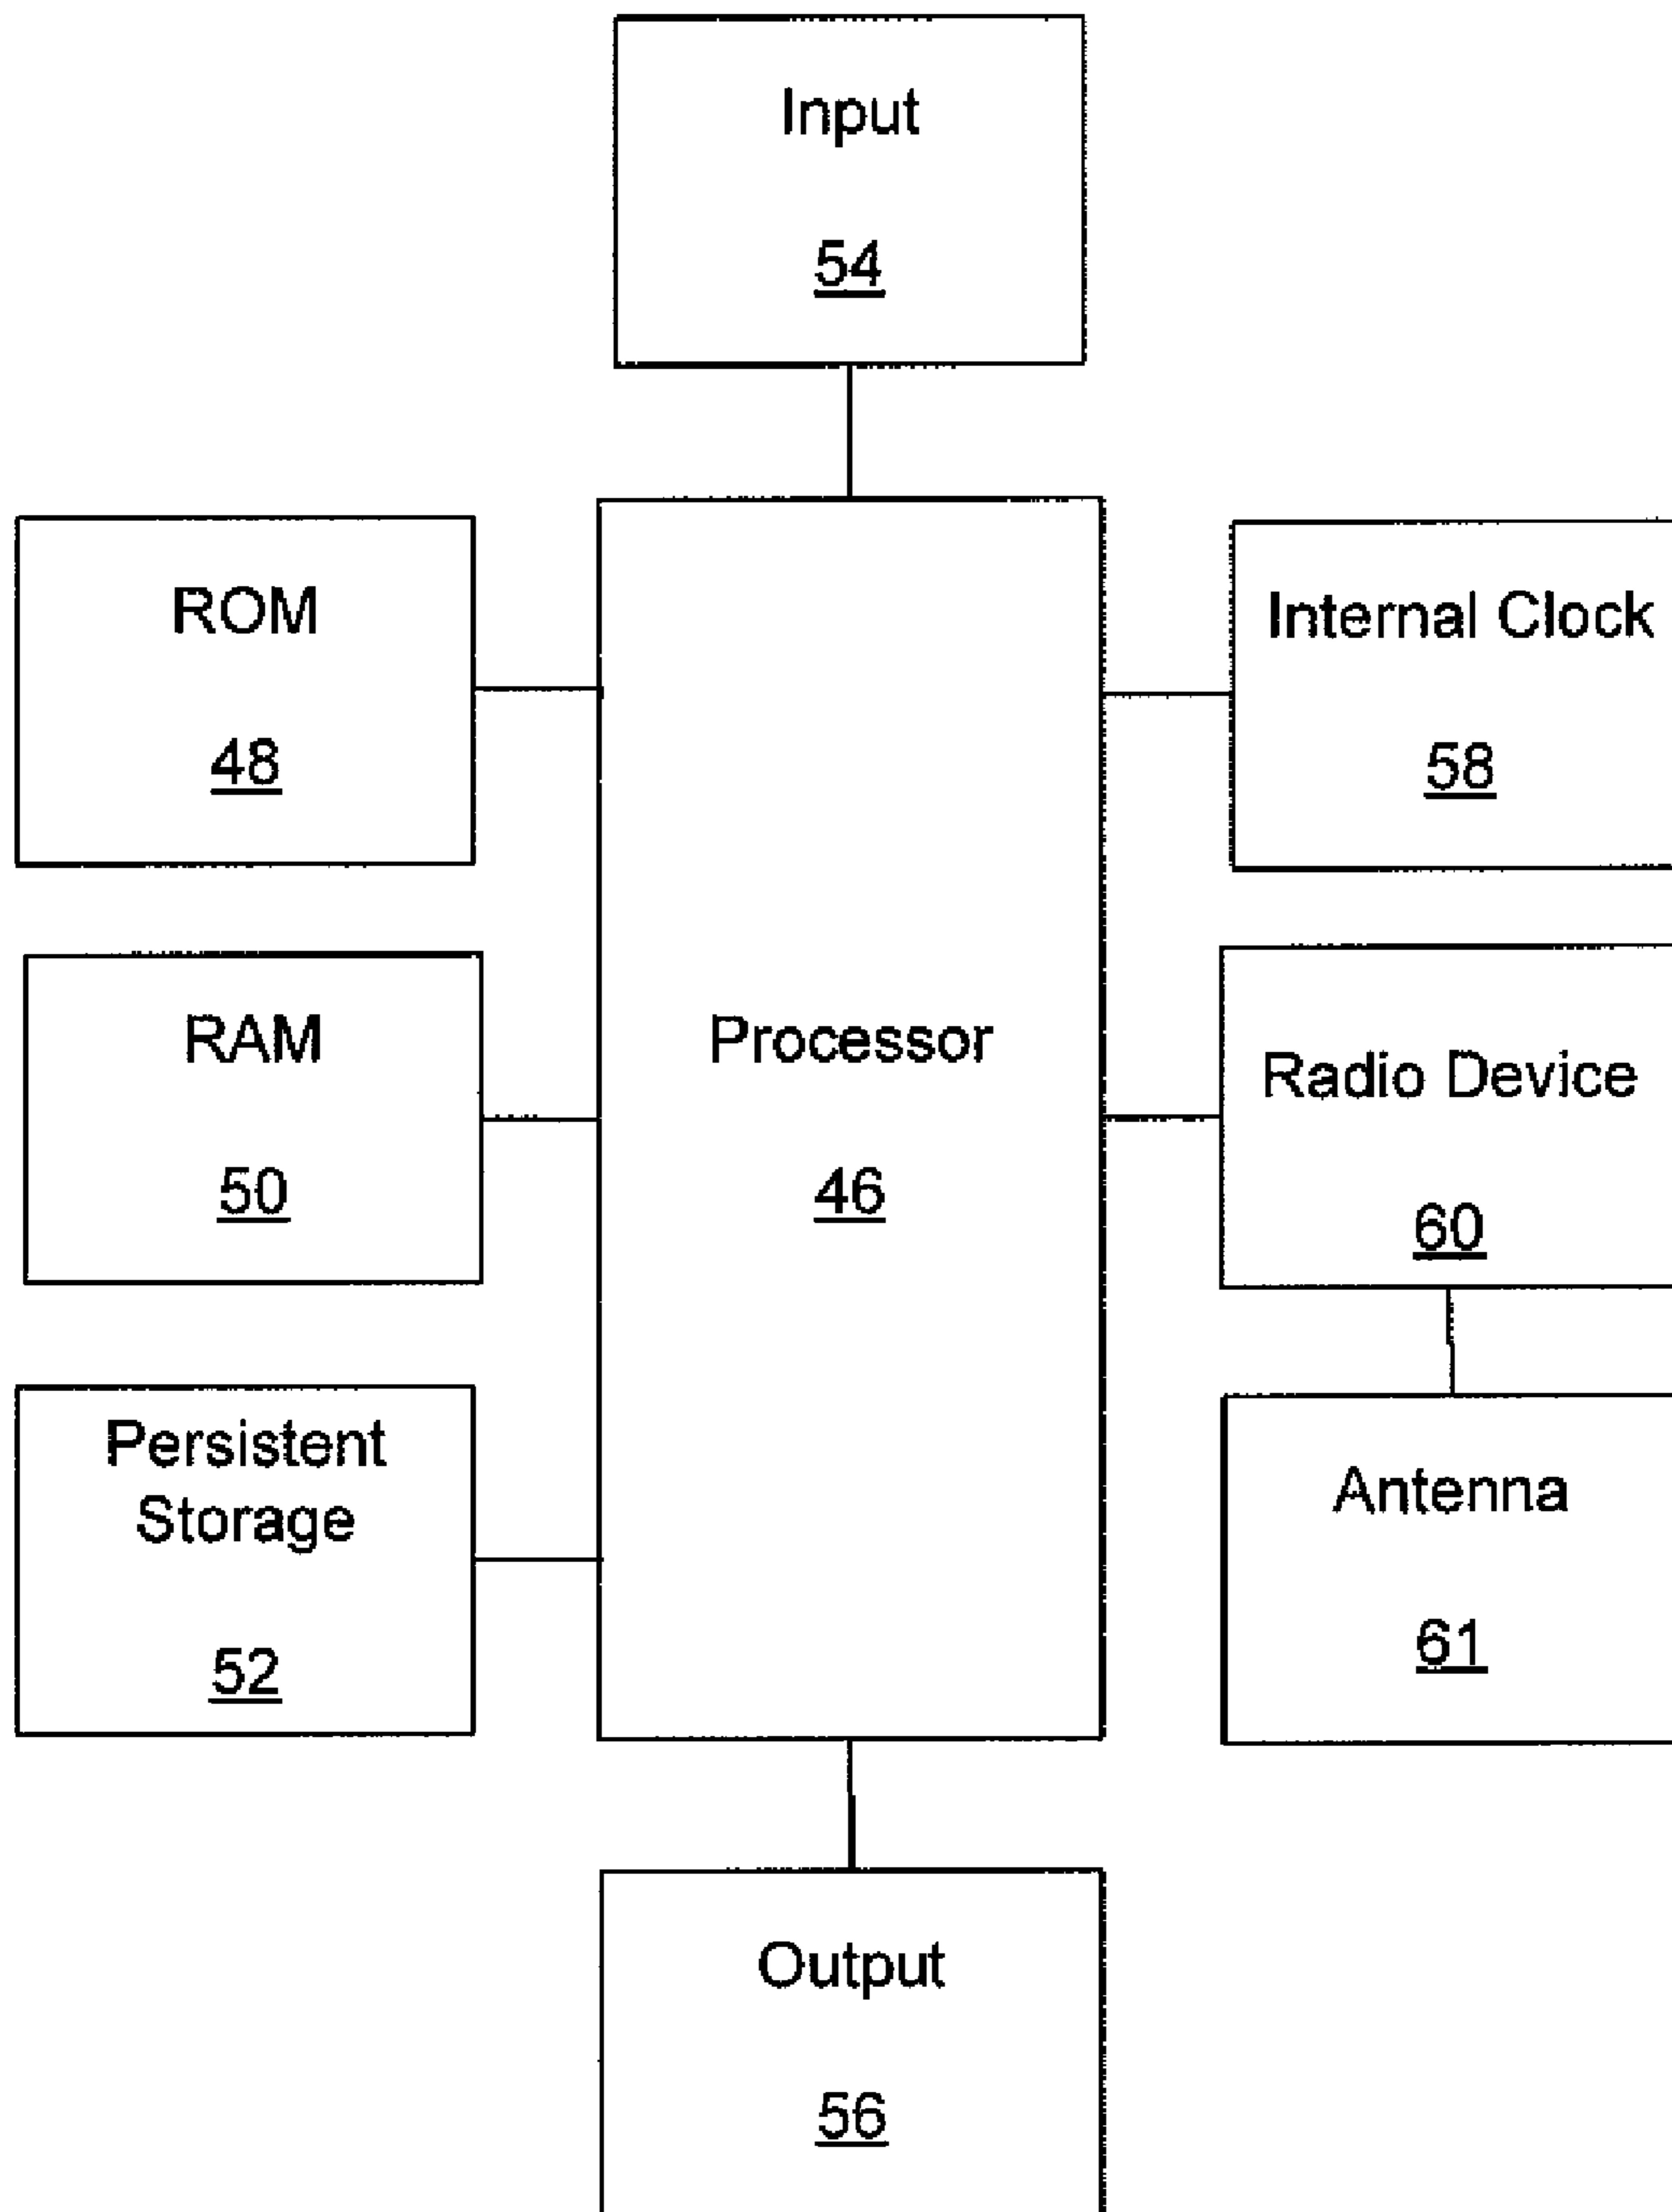 Input
54
ROM
48
Internal Clock
58
RAM
50
Processor
46
Radio Device
60
Persistent
Storage
52
Antenna
61
Output
56